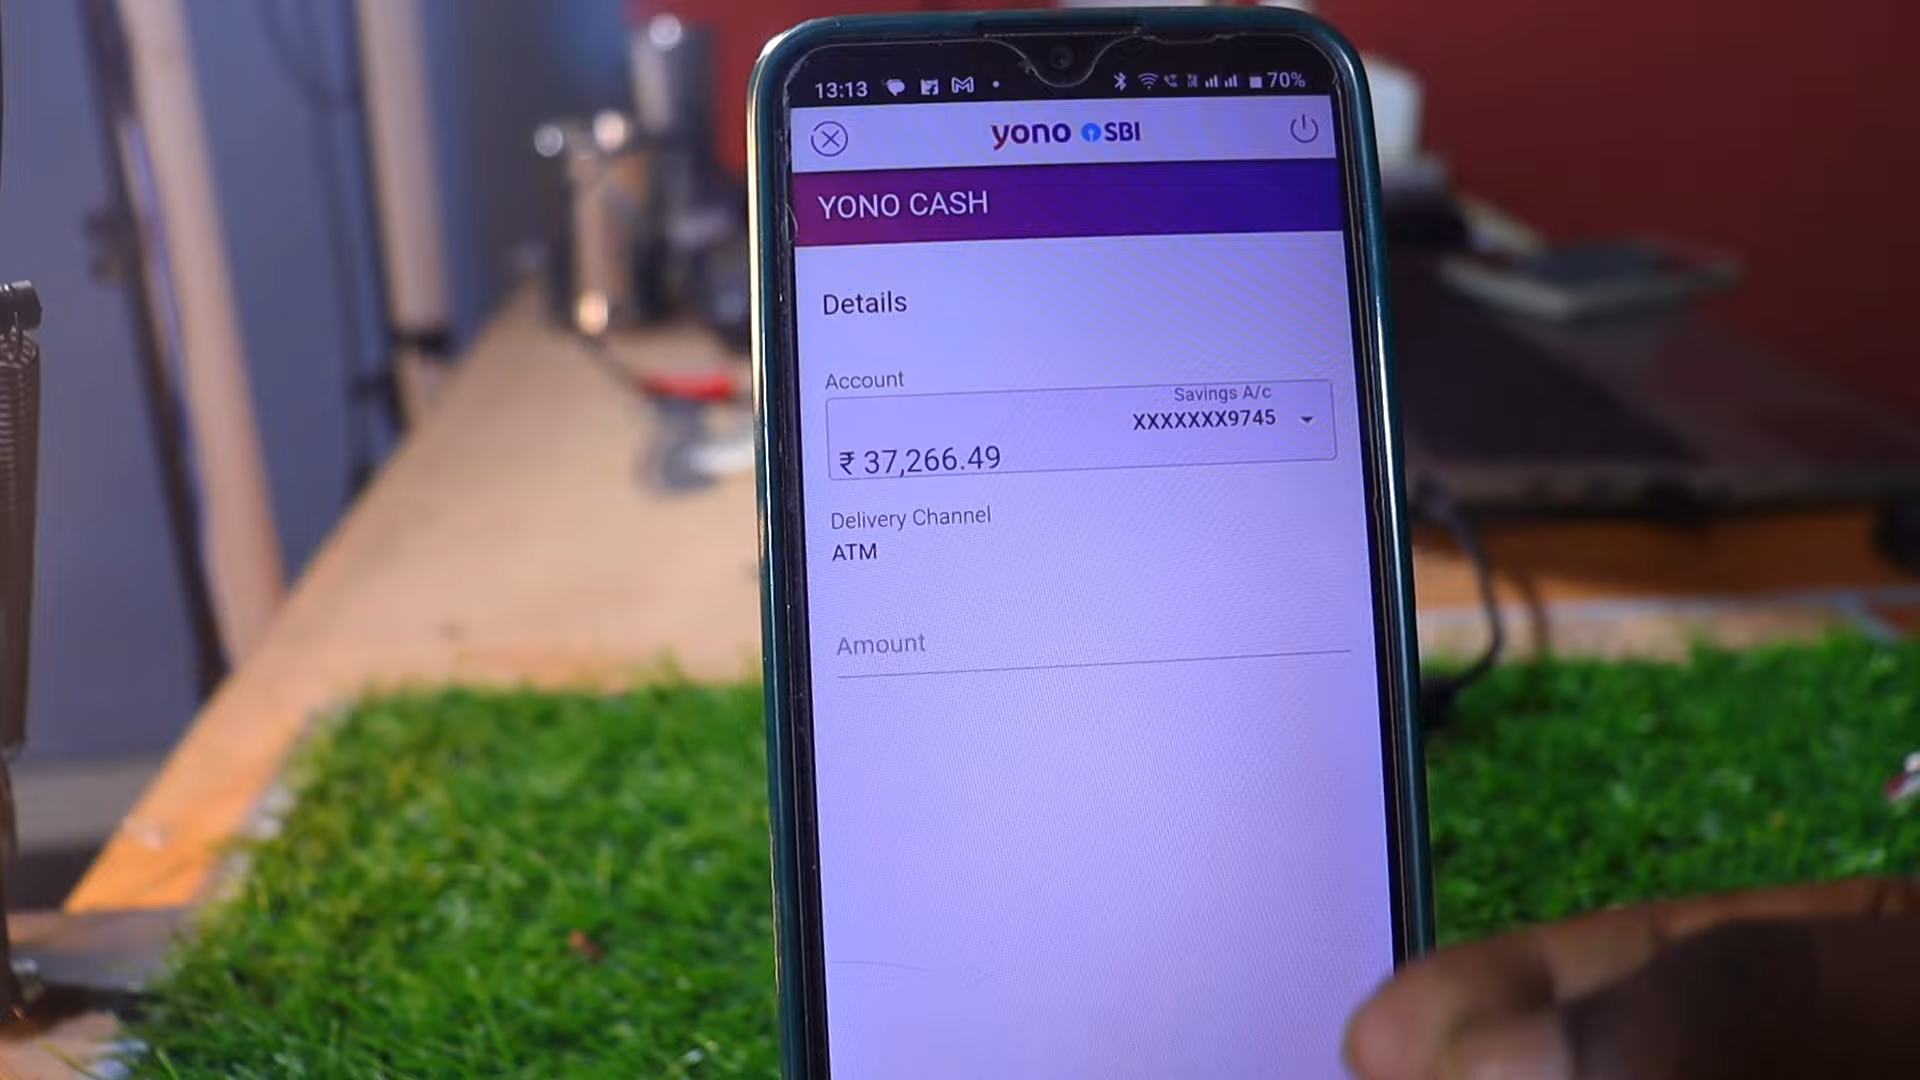 13:13
70%
yono SBI
YONO CASH
Details
Account
Savings A/c
XXXXXXX9745
₹ 37,266.49
Delivery Channel
ATM
Amount